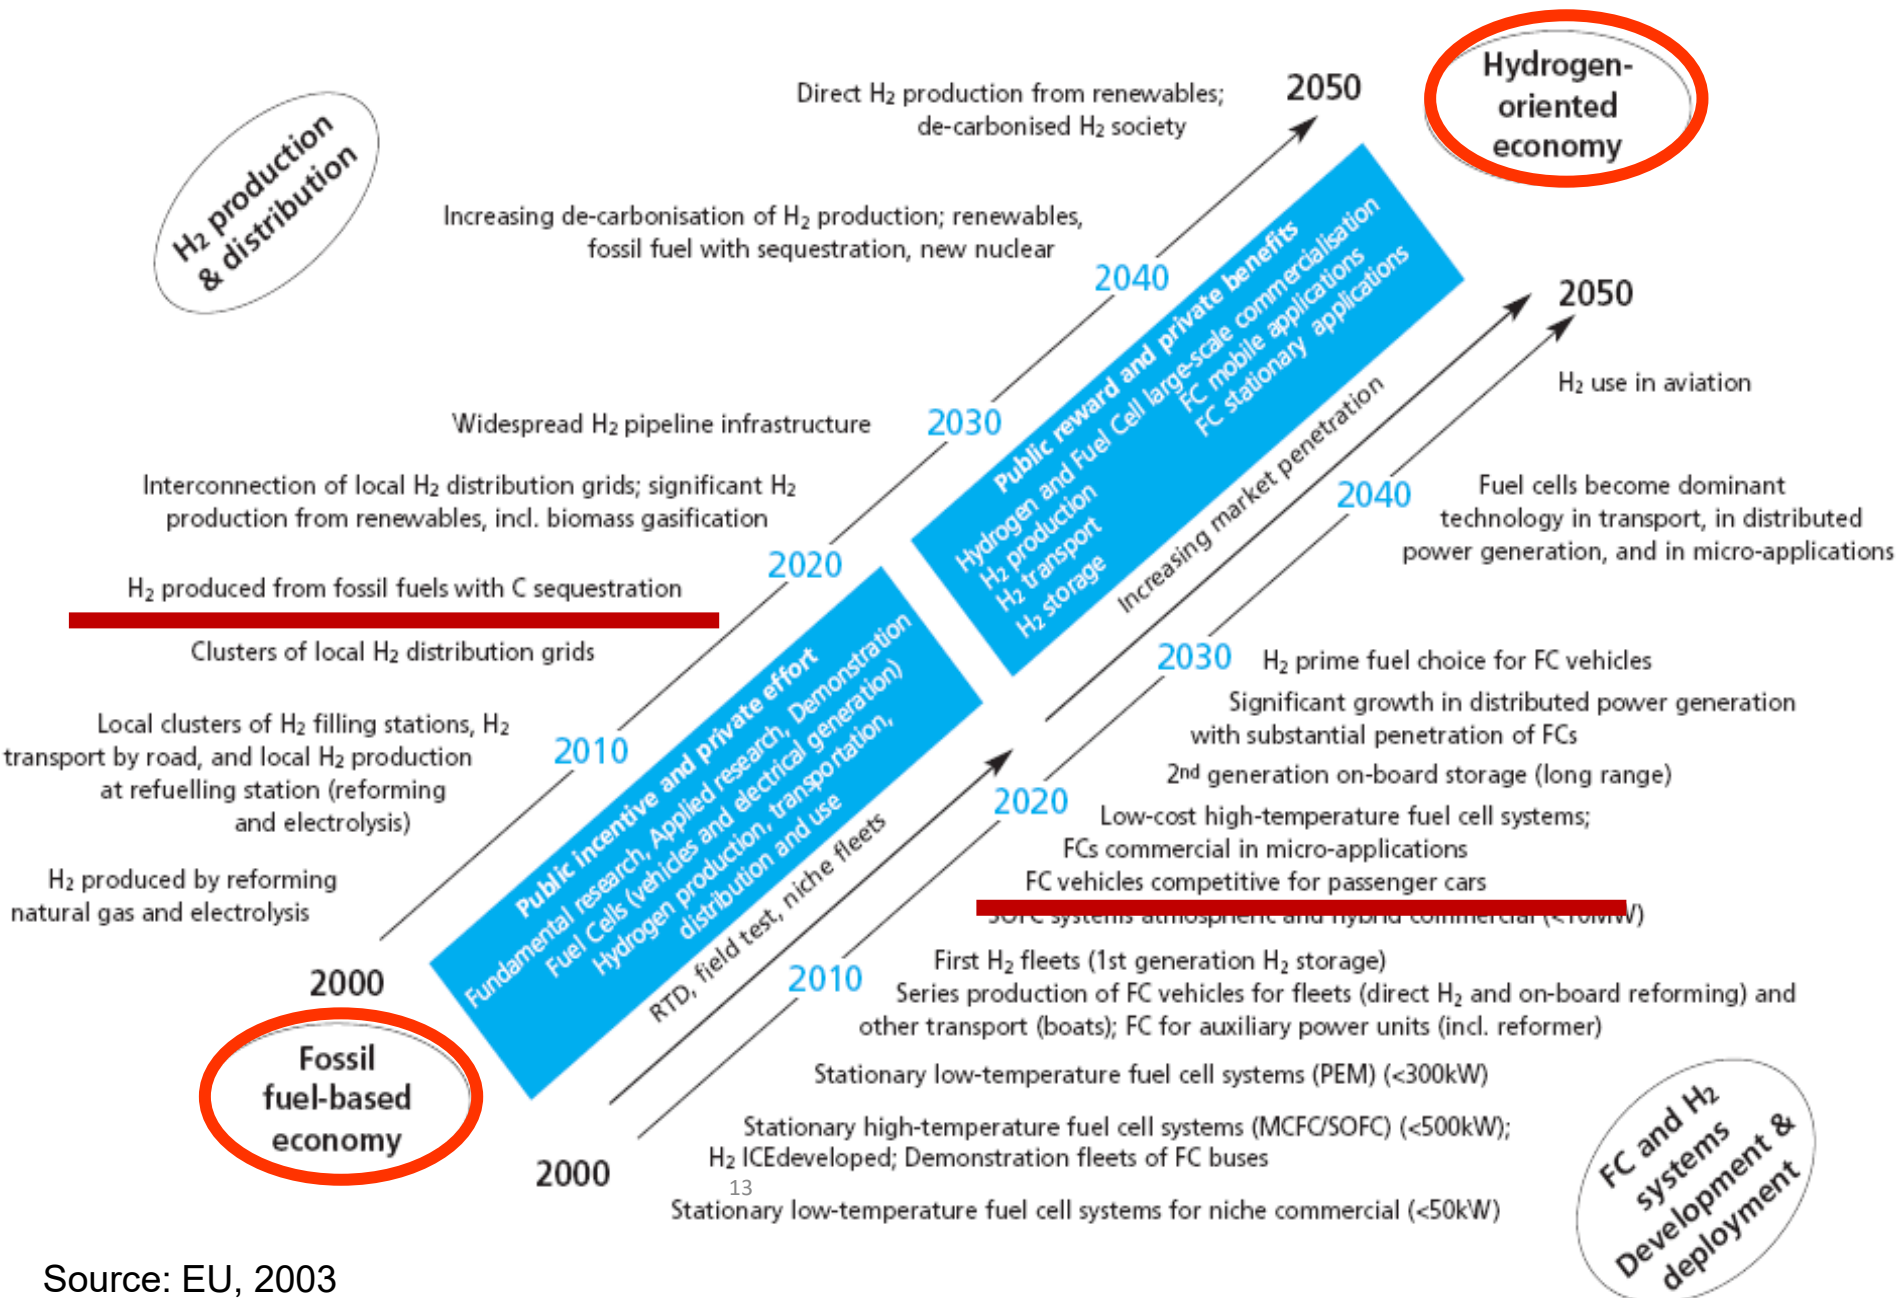 Hydrogen-
oriented
economy
2050
Direct H₂ production from renewables;
de-carbonised H₂ society
H₂ production
& distribution
Increasing de-carbonisation of H₂ production; renewables,
fossil fuel with sequestration, new nuclear
2040
Widespread H₂ pipeline infrastructure
2030
Interconnection of local H₂ distribution grids; significant H₂
production from renewables, incl. biomass gasification
2020
H₂ produced from fossil fuels with C sequestration
Clusters of local H₂ distribution grids
Local clusters of H₂ filling stations, H₂
transport by road, and local H₂ production
at refuelling station (reforming
and electrolysis)
2010
H₂ produced by reforming
natural gas and electrolysis
2000
Fossil
fuel-based
economy
Public reward and private benefits
Hydrogen and Fuel Cell large-scale commercialisation
H₂ production
FC mobile applications
H₂ transport
FC stationary applications
H₂ storage
Increasing market penetration
Public incentive and private effort
Fundamental research, Applied research, Demonstration
Fuel Cells (vehicles and electrical generation)
Hydrogen production, transportation,
distribution and use
RTD, field test, niche fleets
2050
H₂ use in aviation
2040
Fuel cells become dominant
technology in transport, in distributed
power generation, and in micro-applications
2030
H₂ prime fuel choice for FC vehicles
Significant growth in distributed power generation
with substantial penetration of FCs
2nd generation on-board storage (long range)
2020
Low-cost high-temperature fuel cell systems;
FCs commercial in micro-applications
FC vehicles competitive for passenger cars
SOFC systems atmospheric and hybrid commercial (<10MW)
First H₂ fleets (1st generation H₂ storage)
2010
Series production of FC vehicles for fleets (direct H₂ and on-board reforming) and
other transport (boats); FC for auxiliary power units (incl. reformer)
Stationary low-temperature fuel cell systems (PEM) (<300kW)
Stationary high-temperature fuel cell systems (MCFC/SOFC) (<500kW);
H₂ ICEdeveloped; Demonstration fleets of FC buses
2000
13
Stationary low-temperature fuel cell systems for niche commercial (<50kW)
FC and H₂
systems
Development &
deployment
Source: EU, 2003